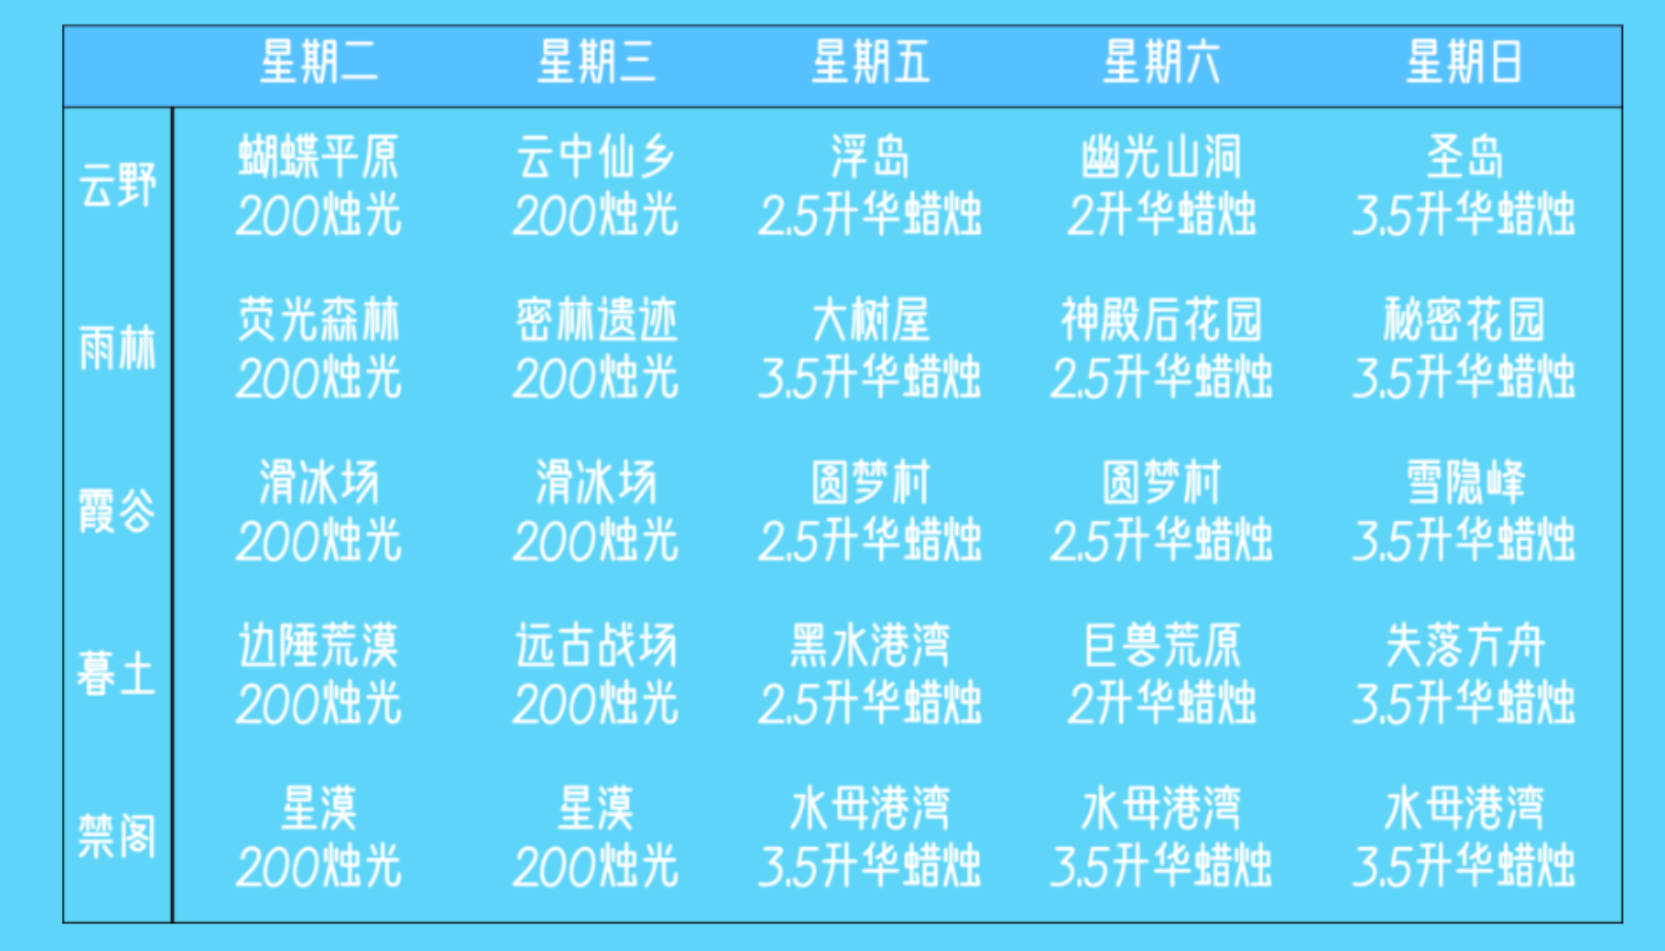 星期二 星期三 星期五 星期六 星期日
云野
蝴蝶平原 云中仙乡 浮岛 幽光山洞 圣岛
200烛光 200烛光 2.5升华蜡烛 2升华蜡烛 3.5升华蜡烛
雨林
荧光森林 密林遗迹 大树屋 神殿后花园 秘密花园
200烛光 200烛光 3.5升华蜡烛 2.5升华蜡烛 3.5升华蜡烛
霞谷
滑冰场 滑冰场 圆梦村 圆梦村 雪隐峰
200烛光 200烛光 2.5升华蜡烛 2.5升华蜡烛 3.5升华蜡烛
暮土
边陲荒漠 远古战场 黑水港湾 巨兽荒原 失落方舟
200烛光 200烛光 2.5升华蜡烛 2升华蜡烛 3.5升华蜡烛
禁阁
星漠 星漠 水母港湾 水母港湾 水母港湾
200烛光 200烛光 3.5升华蜡烛 3.5升华蜡烛 3.5升华蜡烛